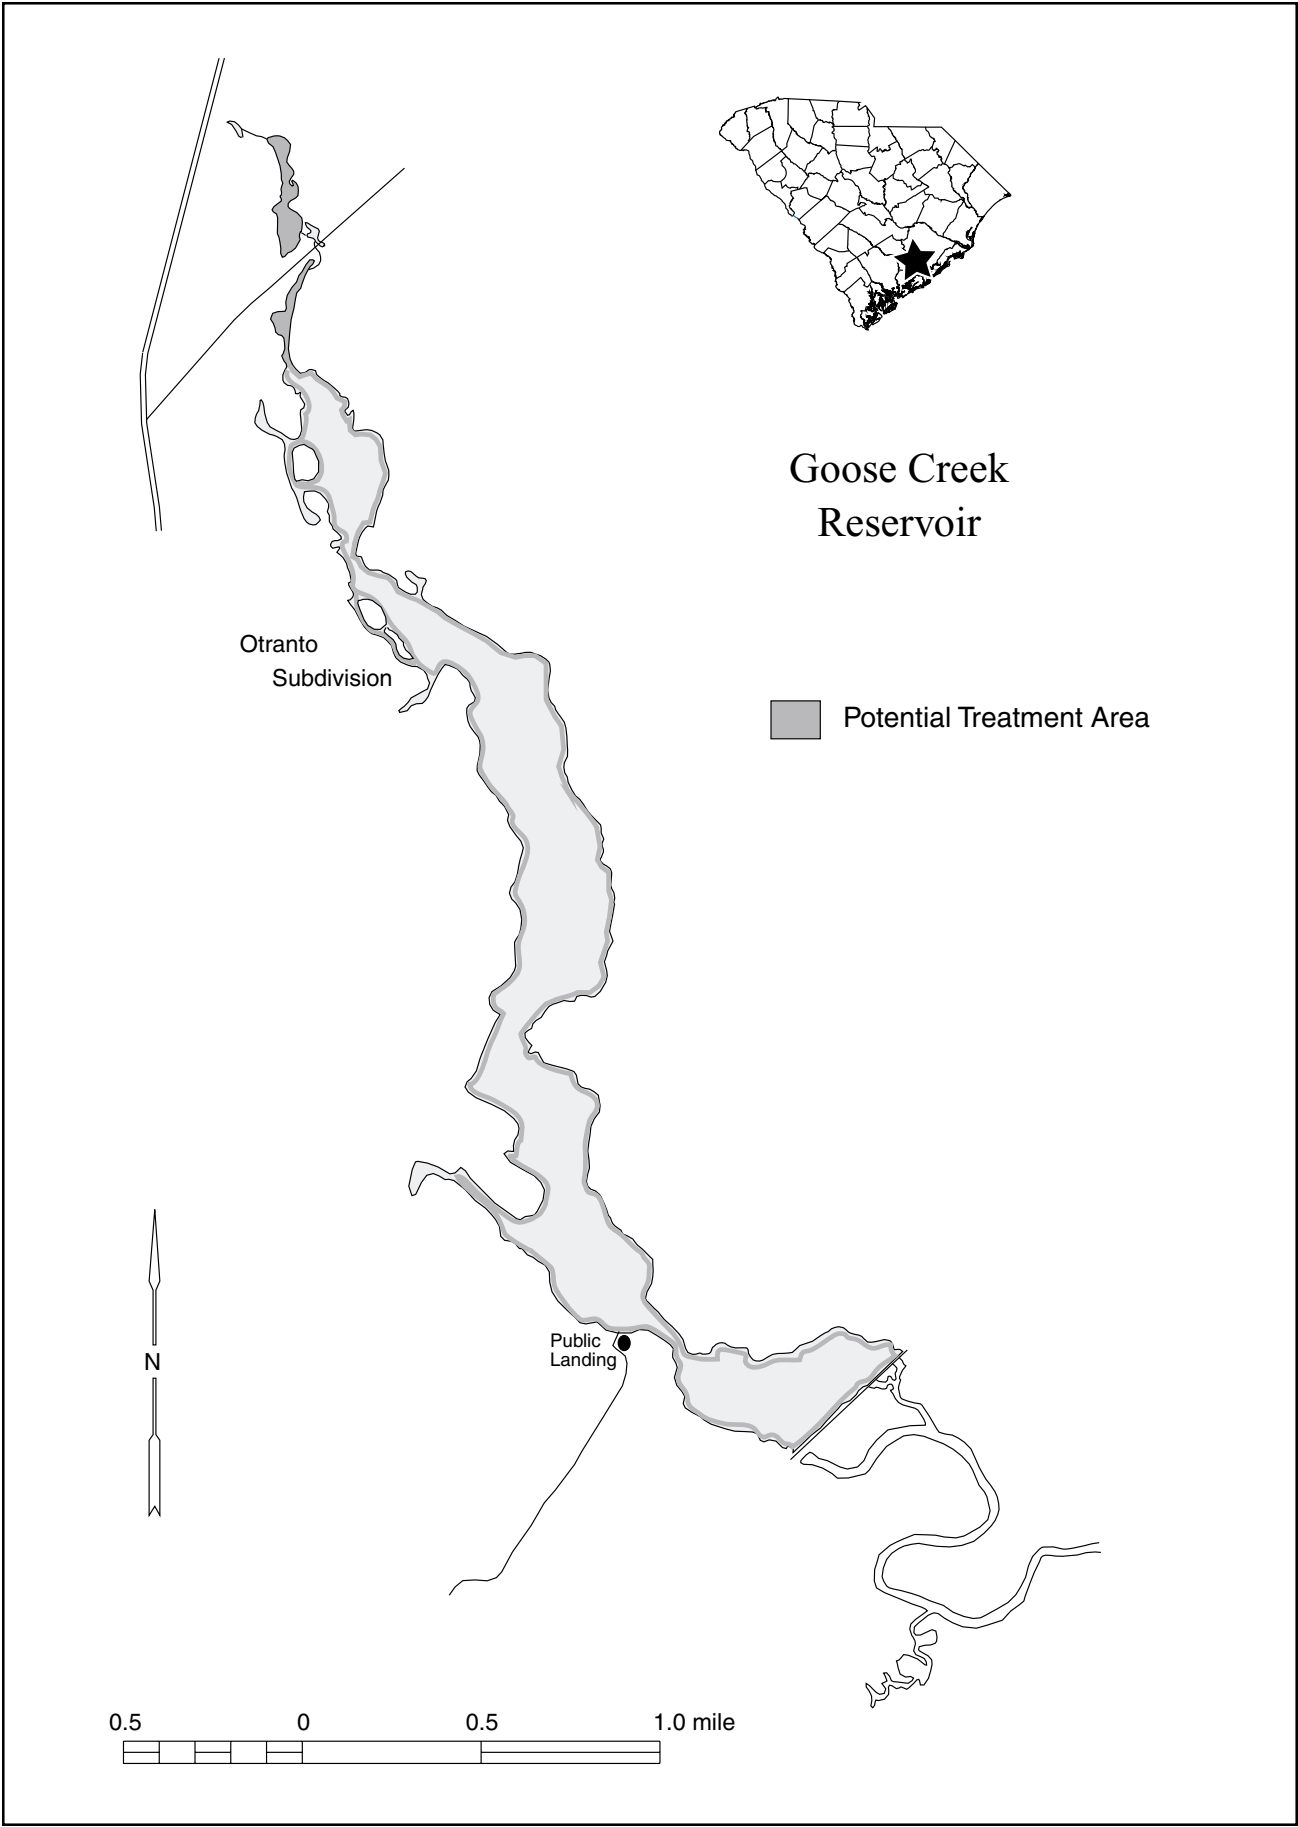 Goose Creek
Reservoir
Otranto
Subdivision
Potential Treatment Area
Public
Landing
N
0.5 0 0.5 1.0 mile